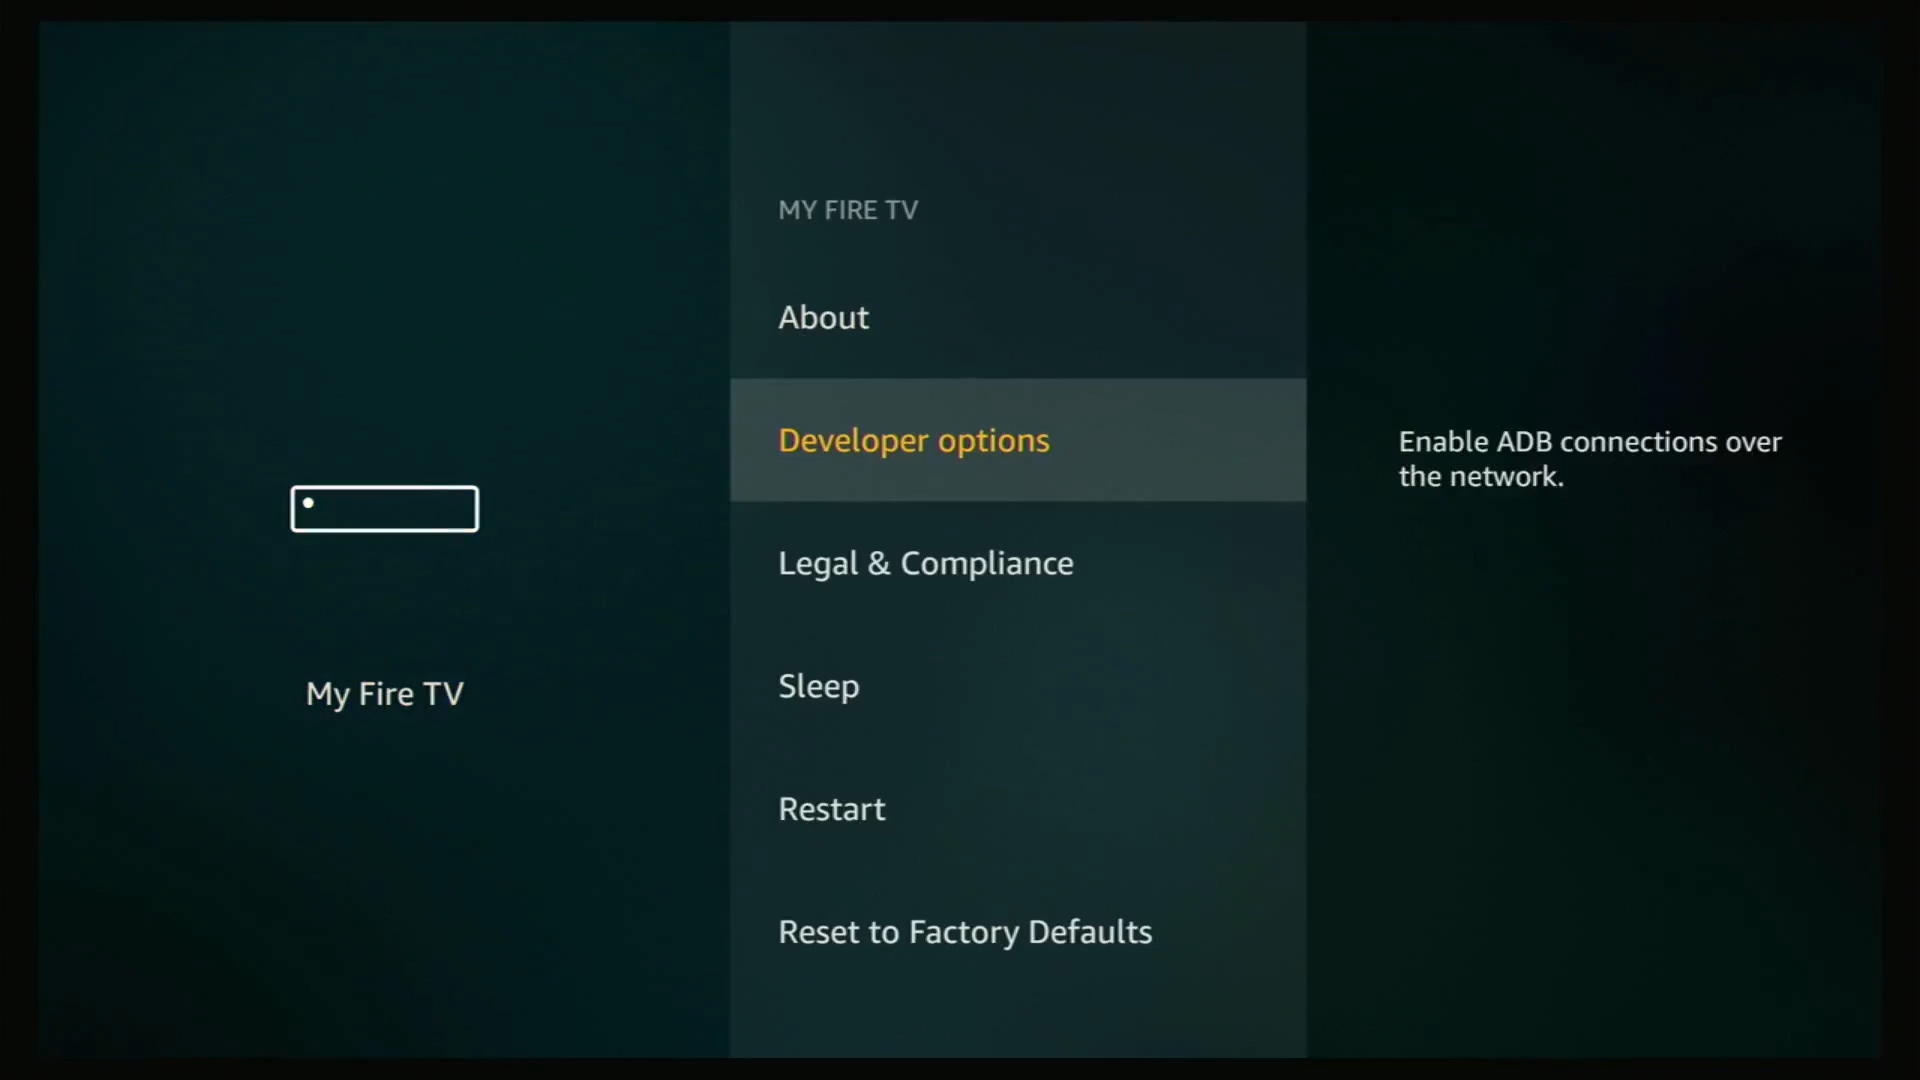 MY FIRE TV
About
Developer options
Legal & Compliance
Sleep
Restart
Reset to Factory Defaults
My Fire TV
Enable ADB connections over
the network.